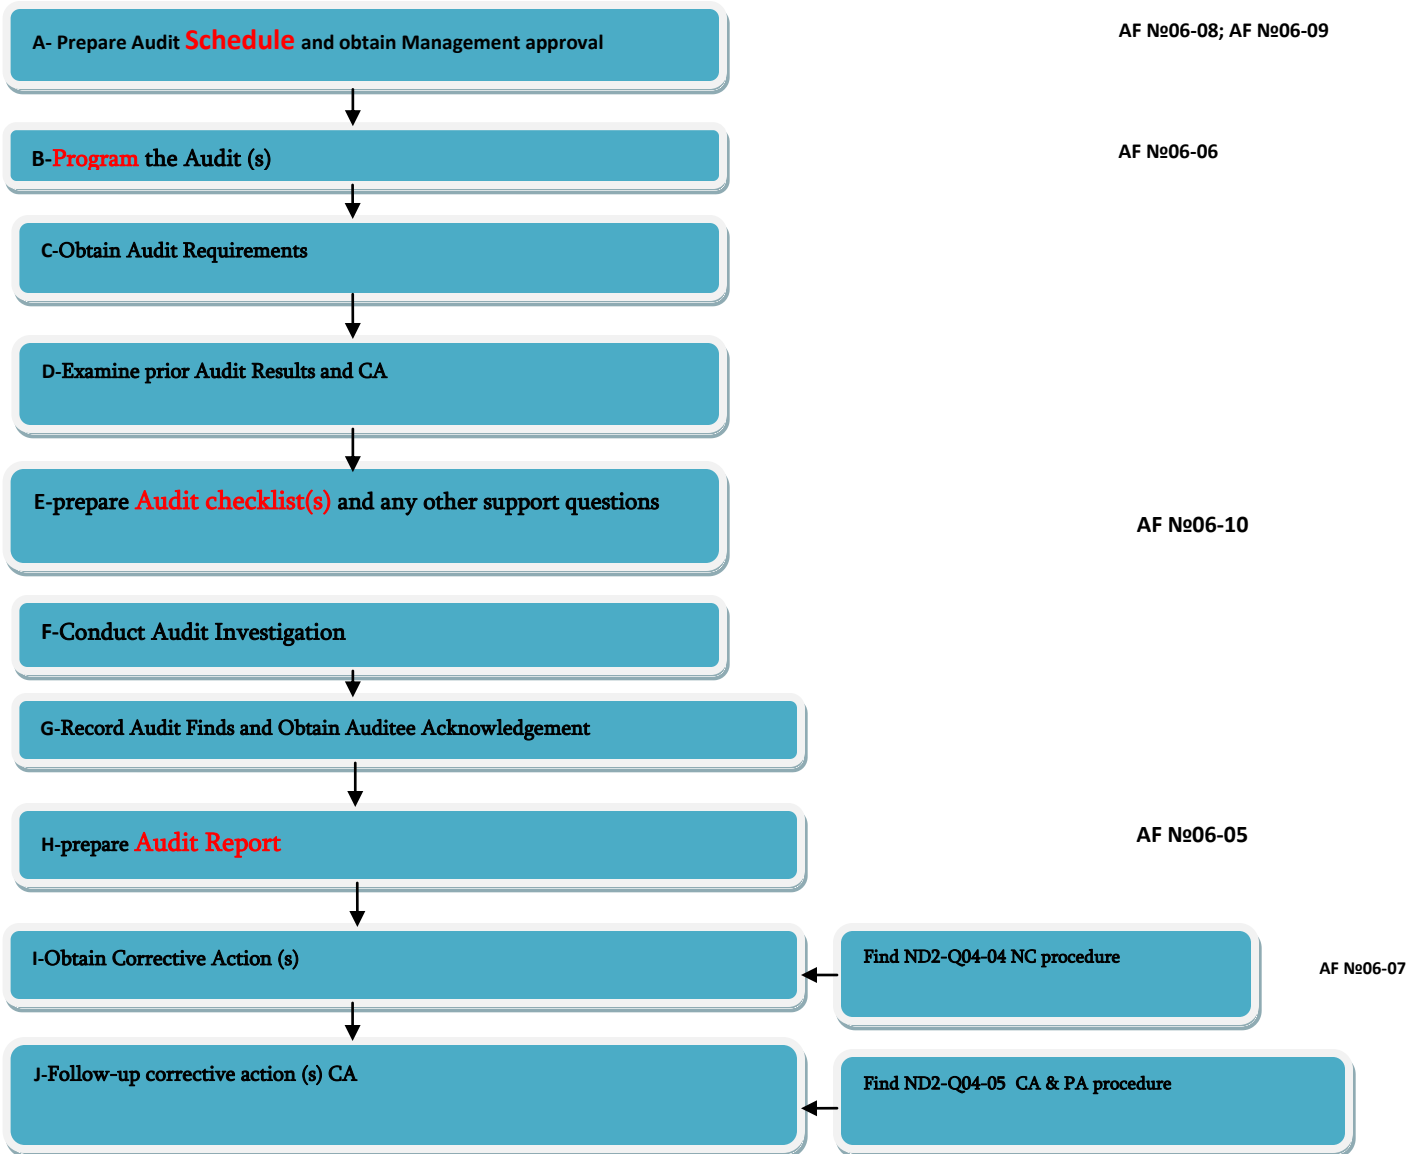 A- Prepare Audit Schedule and obtain Management approval
AF №06-08; AF №06-09
B-Program the Audit (s)
AF №06-06
C-Obtain Audit Requirements
D-Examine prior Audit Results and CA
E-prepare Audit checklist(s) and any other support questions
AF №06-10
F-Conduct Audit Investigation
G-Record Audit Finds and Obtain Auditee Acknowledgement
H-prepare Audit Report
AF №06-05
I-Obtain Corrective Action (s)
Find ND2-Q04-04 NC procedure
AF №06-07
J-Follow-up corrective action (s) CA
Find ND2-Q04-05 CA & PA procedure